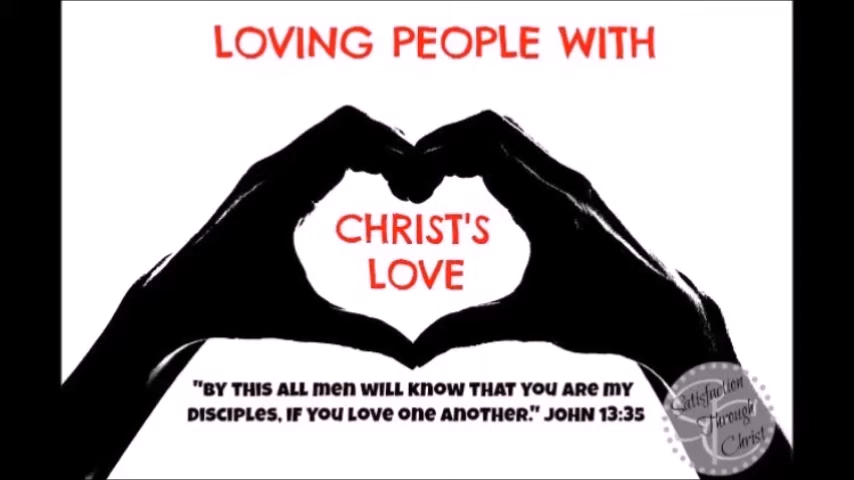 LOVING PEOPLE WITH
CHRIST'S
LOVE
"BY THIS ALL men WILL KNOW THAT YOU ARE my
DISCIPLES, IF YOU LOVE One AnOTHER." JOHN 13:35
Satisfaction
Through
Christ